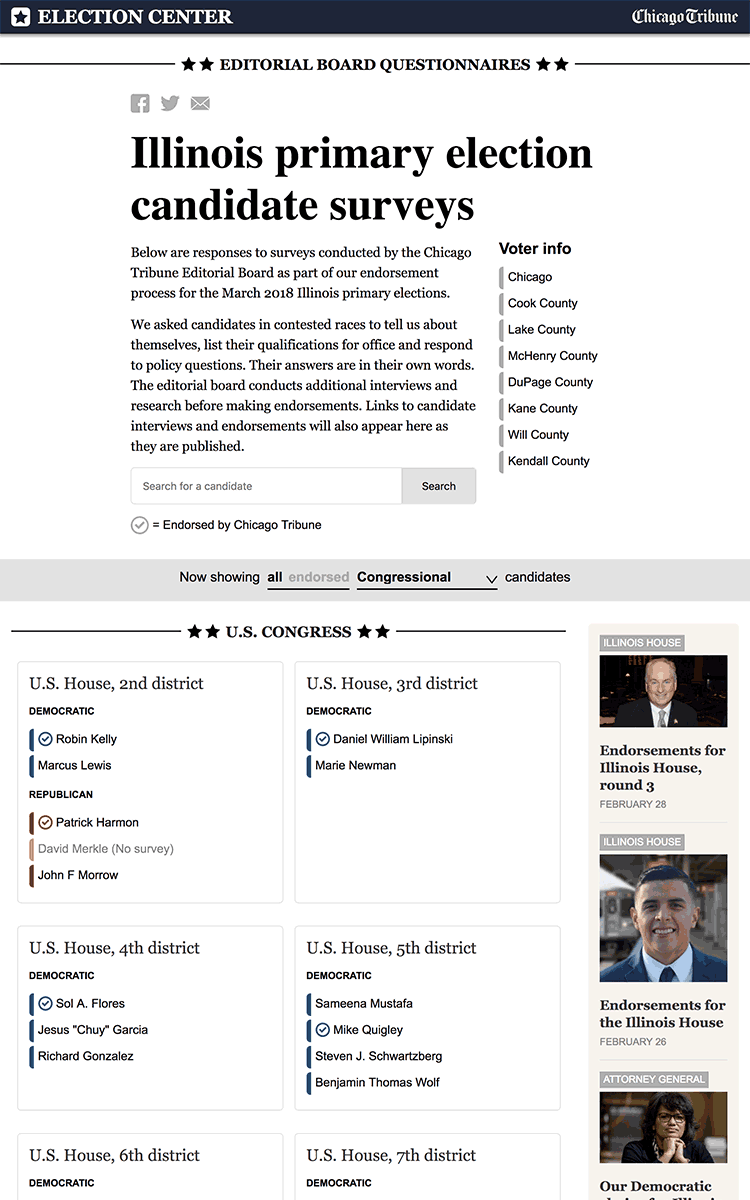 ELECTION CENTER
Chicago Tribune
EDITORIAL BOARD QUESTIONNAIRES
Illinois primary election
candidate surveys
Below are responses to surveys conducted by the Chicago
Tribune Editorial Board as part of our endorsement
process for the March 2018 Illinois primary elections.
We asked candidates in contested races to tell us about
themselves, list their qualifications for office and respond
to policy questions. Their answers are in their own words.
The editorial board conducts additional interviews and
research before making endorsements. Links to candidate
interviews and endorsements will also appear here as
they are published.
Search for a candidate
Search
= Endorsed by Chicago Tribune
Voter info
Chicago
Cook County
Lake County
McHenry County
DuPage County
Kane County
Will County
Kendall County
Now showing all endorsed Congressional candidates
U.S. CONGRESS
U.S. House, 2nd district
DEMOCRATIC
Robin Kelly
Marcus Lewis
REPUBLICAN
Patrick Harmon
David Merkle (No survey)
John F Morrow
U.S. House, 3rd district
DEMOCRATIC
Daniel William Lipinski
Marie Newman
U.S. House, 4th district
DEMOCRATIC
Sol A. Flores
Jesus "Chuy" Garcia
Richard Gonzalez
U.S. House, 5th district
DEMOCRATIC
Sameena Mustafa
Mike Quigley
Steven J. Schwartzberg
Benjamin Thomas Wolf
U.S. House, 6th district
DEMOCRATIC
U.S. House, 7th district
DEMOCRATIC
ILLINOIS HOUSE
Endorsements for
Illinois House,
round 3
FEBRUARY 28
ILLINOIS HOUSE
Endorsements for
the Illinois House
FEBRUARY 26
ATTORNEY GENERAL
Our Democratic